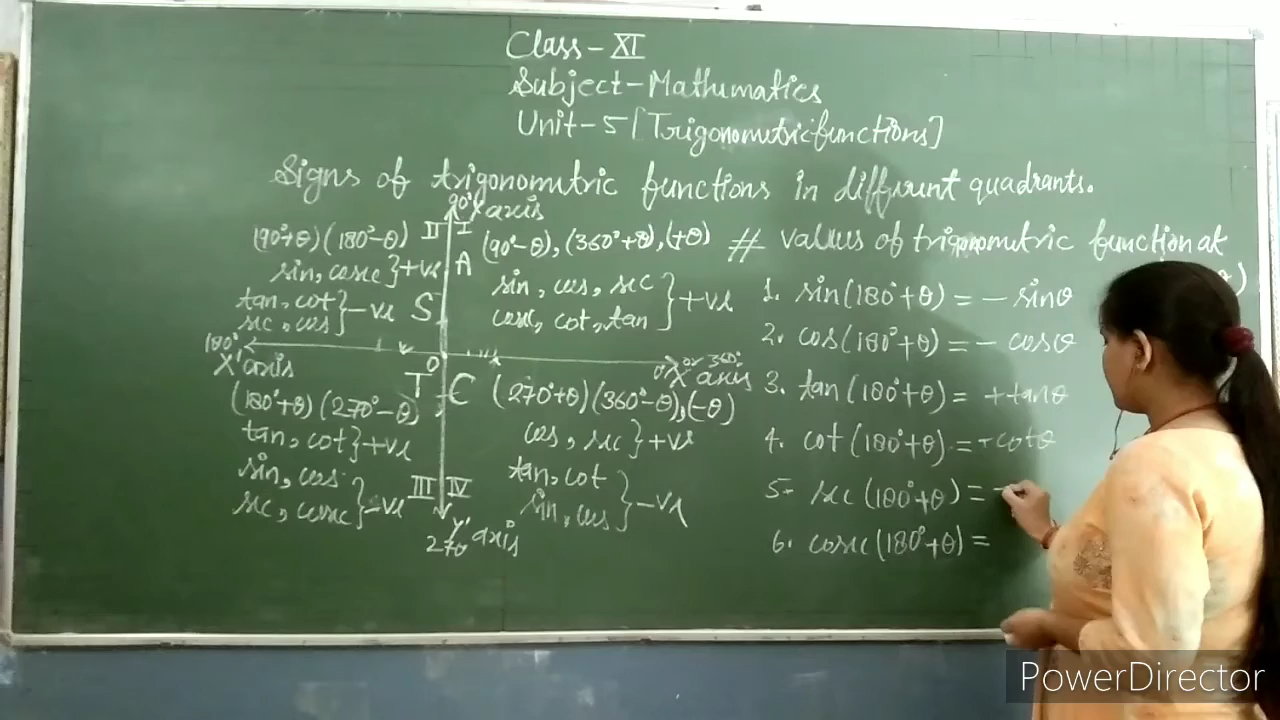 Class - XI
Subject - Mathematics
Unit - 5 [Trigonometric functions]
Signs of trigonometric functions in different quadrants.
90° Y axis
(90°+θ) (180°-θ) II
sin, cosec } +ve
tan, cot
sec, cos } -ve
S
I
A
(90°-θ), (360°+θ), (+θ)
sin, cos, sec
cosec, cot, tan } +ve
180°
X' axis
O
0° or 360°
X axis
T
(180°+θ) (270°-θ)
tan, cot } +ve
sin, cos
sec, cosec } -ve
III
C
(270°+θ) (360°-θ), (-θ)
cos, sec } +ve
tan, cot
sin, cos } -ve
IV
Y' axis
270°
# Values of trigonometric function at
θ)
1. sin(180°+θ) = - sinθ
2. cos(180°+θ) = - cosθ
3. tan(180°+θ) = +tanθ
4. cot(180°+θ) = +cotθ
5. sec(180°+θ) = -
6. cosec(180°+θ) =
PowerDirector